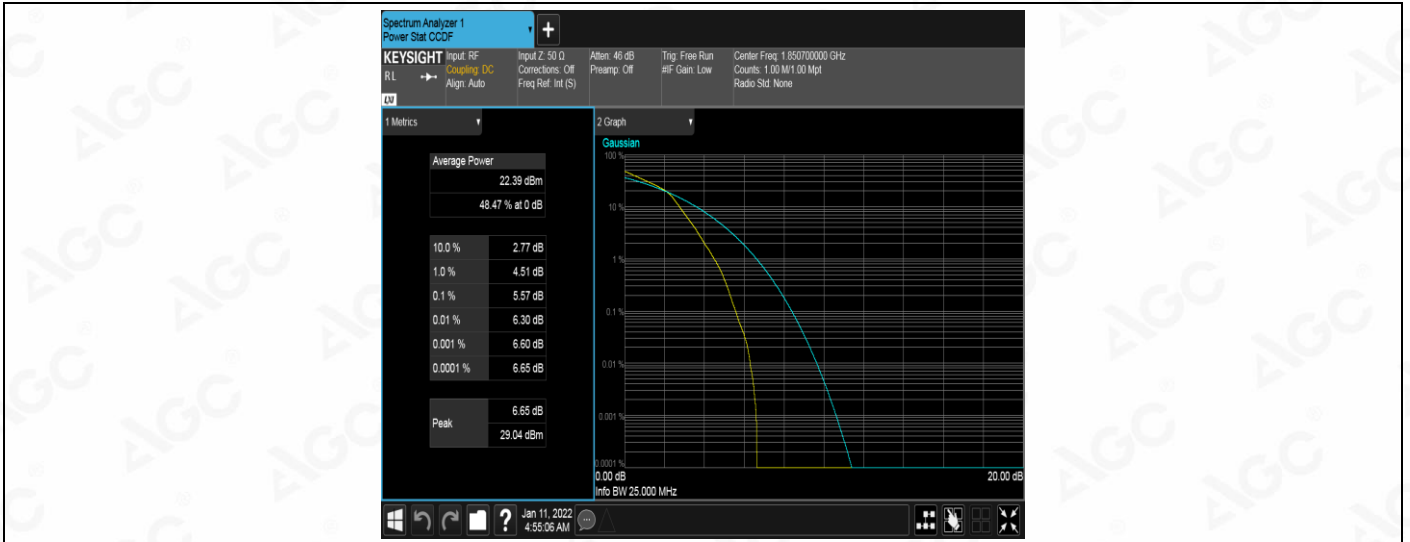 Spectrum Analyzer 1
Power Stat CCDF
+
KEYSIGHT
RL
LXI
Input: RF
Coupling: DC
Align: Auto
Input Z: 50 Ω
Corrections: Off
Freq Ref: Int (S)
Atten: 46 dB
Preamp: Off
Trig: Free Run
#IF Gain: Low
Center Freq: 1.850700000 GHz
Counts: 1.00 M/1.00 Mpt
Radio Std: None
1 Metrics
Average Power
22.39 dBm
48.47 % at 0 dB
10.0 % 2.77 dB
1.0 % 4.51 dB
0.1 % 5.57 dB
0.01 % 6.30 dB
0.001 % 6.60 dB
0.0001 % 6.65 dB
Peak
6.65 dB
29.04 dBm
2 Graph
Gaussian
100 %
10 %
1 %
0.1 %
0.01 %
0.001 %
0.0001 %
0.00 dB 20.00 dB
Info BW 25.000 MHz
?
Jan 11, 2022
4:55:06 AM
AGC